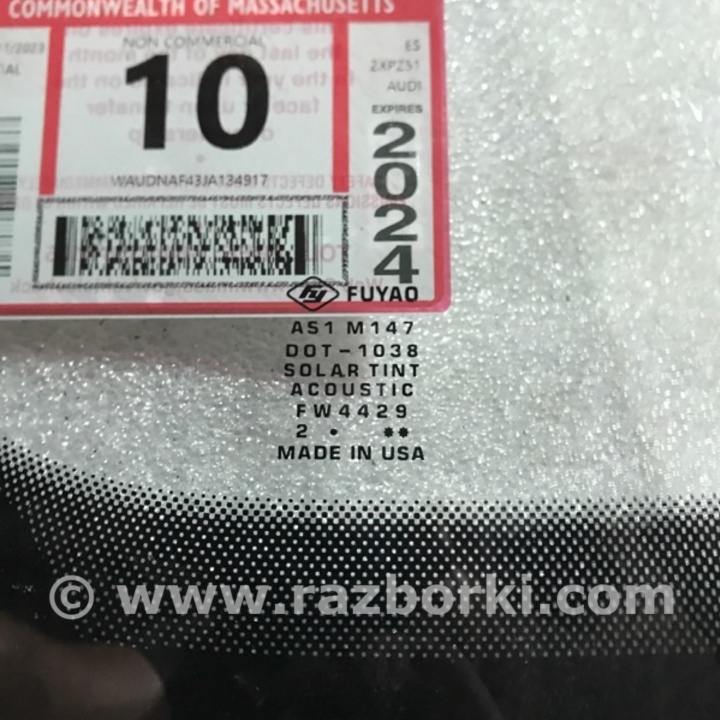 COMMONWEALTH OF MASSACHUSETTS
/2023
NON COMMERCIAL
ES
2XPZ51
AUDI
10
EXPIRES
2024
WAUDNAF43JA134917
FUYAO
AS1 M147
DOT-1038
SOLAR TINT
ACOUSTIC
FW4429
2 • **
MADE IN USA
© www.razborki.com